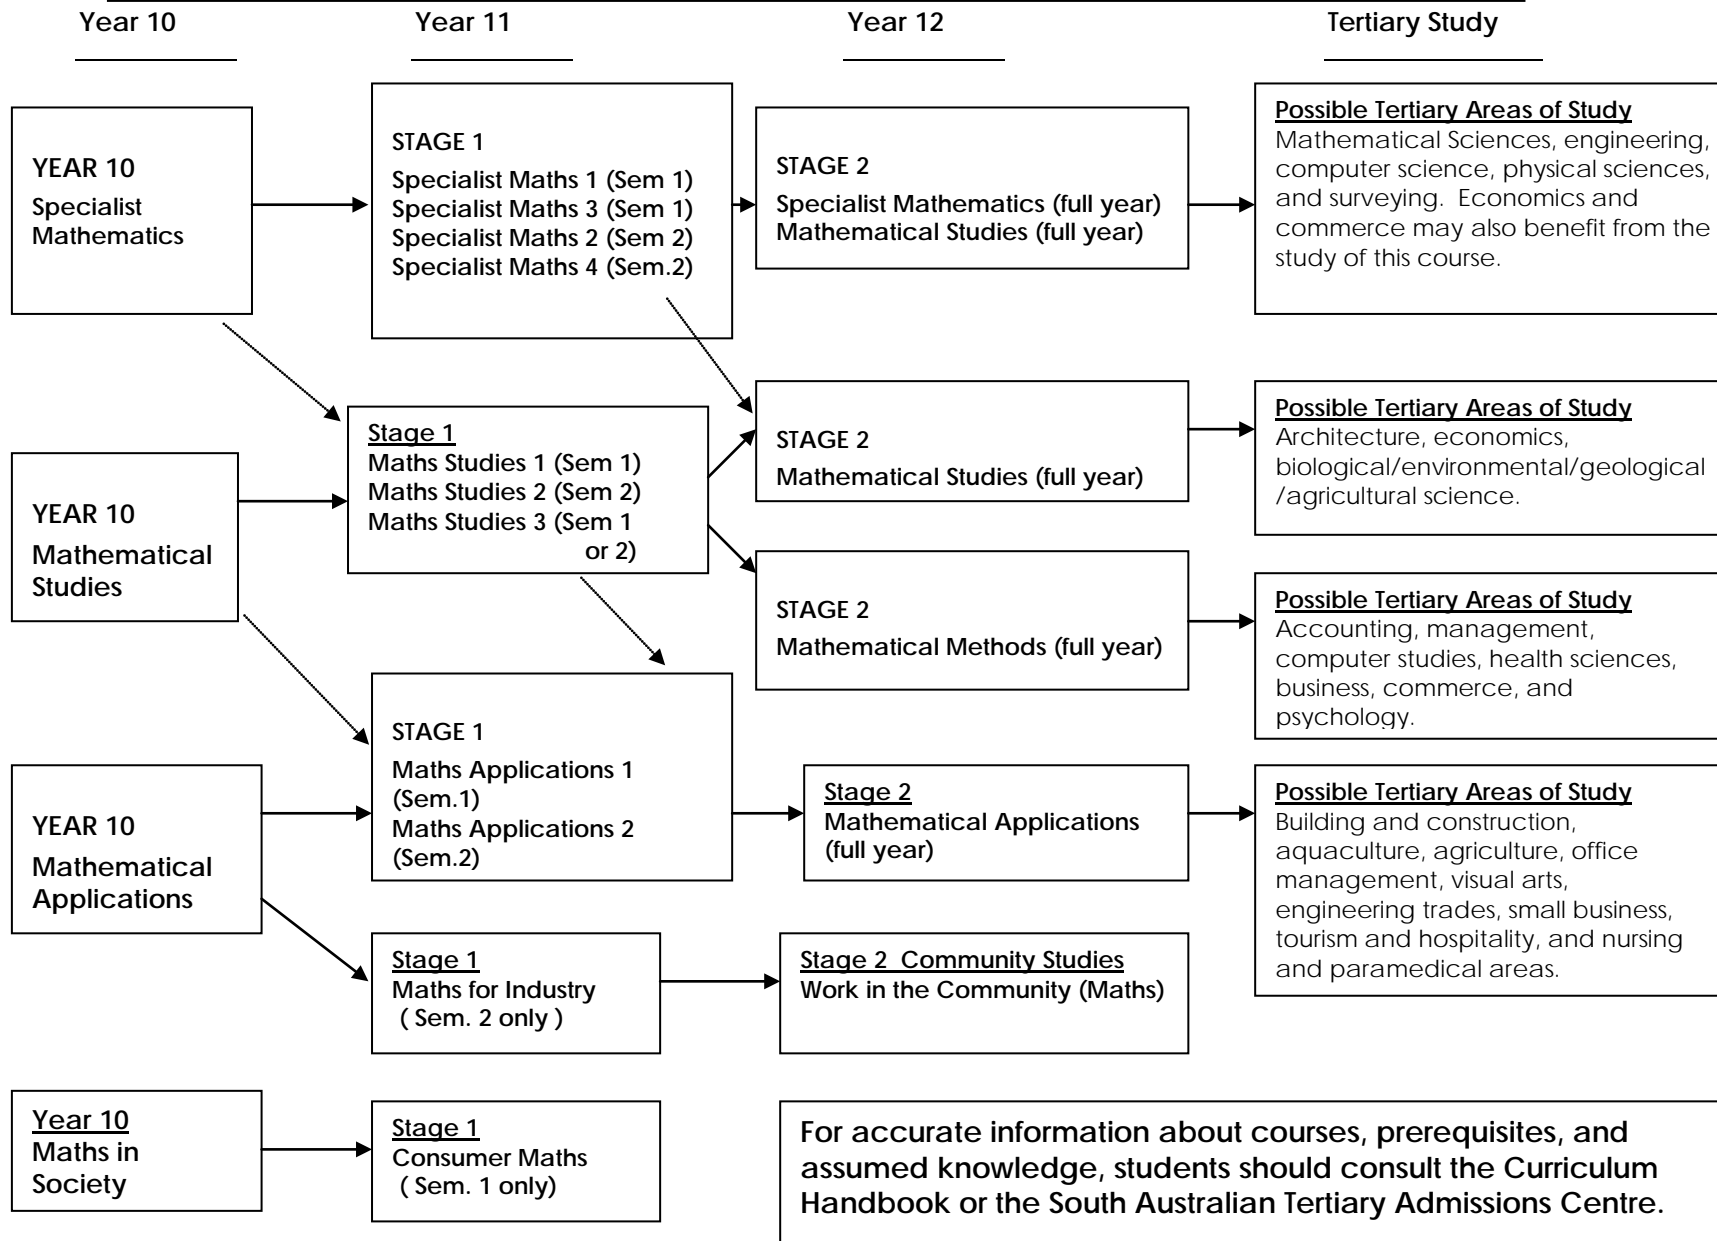 Year 10
Year 11
Year 12
Tertiary Study
YEAR 10
Specialist
Mathematics
STAGE 1
Specialist Maths 1 (Sem 1)
Specialist Maths 3 (Sem 1)
Specialist Maths 2 (Sem 2)
Specialist Maths 4 (Sem.2)
STAGE 2
Specialist Mathematics (full year)
Mathematical Studies (full year)
Possible Tertiary Areas of Study
Mathematical Sciences, engineering,
computer science, physical sciences,
and surveying.  Economics and
commerce may also benefit from the
study of this course.
YEAR 10
Mathematical
Studies
Stage 1
Maths Studies 1 (Sem 1)
Maths Studies 2 (Sem 2)
Maths Studies 3 (Sem 1
or 2)
STAGE 2
Mathematical Studies (full year)
Possible Tertiary Areas of Study
Architecture, economics,
biological/environmental/geological
/agricultural science.
STAGE 2
Mathematical Methods (full year)
Possible Tertiary Areas of Study
Accounting, management,
computer studies, health sciences,
business, commerce, and
psychology.
YEAR 10
Mathematical
Applications
STAGE 1
Maths Applications 1
(Sem.1)
Maths Applications 2
(Sem.2)
Stage 2
Mathematical Applications
(full year)
Possible Tertiary Areas of Study
Building and construction,
aquaculture, agriculture, office
management, visual arts,
engineering trades, small business,
tourism and hospitality, and nursing
and paramedical areas.
Stage 1
Maths for Industry
( Sem. 2 only )
Stage 2  Community Studies
Work in the Community (Maths)
Year 10
Maths in
Society
Stage 1
Consumer Maths
( Sem. 1 only)
For accurate information about courses, prerequisites, and
assumed knowledge, students should consult the Curriculum
Handbook or the South Australian Tertiary Admissions Centre.